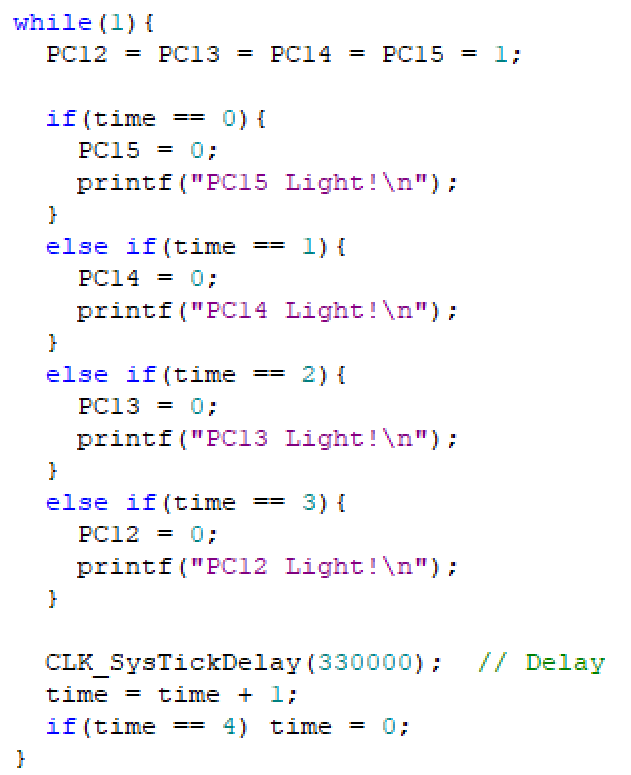 while(1){
PC12 = PC13 = PC14 = PC15 = 1;
if(time == 0){
PC15 = 0;
printf("PC15 Light!\n");
}
else if(time == 1){
PC14 = 0;
printf("PC14 Light!\n");
}
else if(time == 2){
PC13 = 0;
printf("PC13 Light!\n");
}
else if(time == 3){
PC12 = 0;
printf("PC12 Light!\n");
}
CLK_SysTickDelay(330000);  // Delay
time = time + 1;
if(time == 4) time = 0;
}